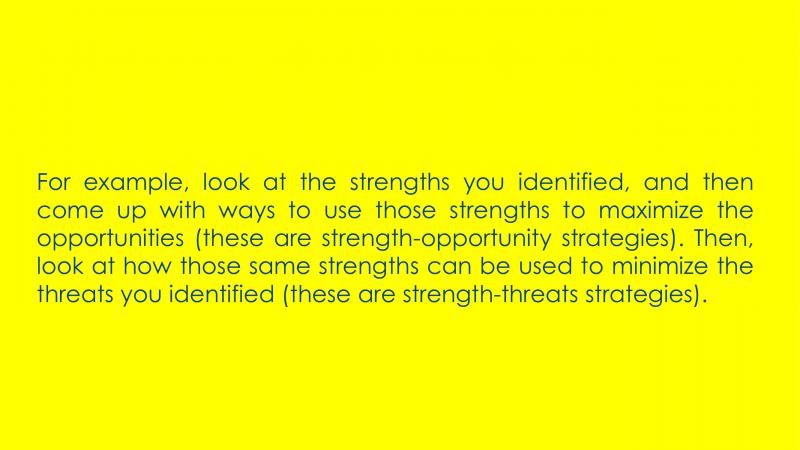 For example, look at the strengths you identified, and then
come up with ways to use those strengths to maximize the
opportunities (these are strength-opportunity strategies). Then,
look at how those same strengths can be used to minimize the
threats you identified (these are strength-threats strategies).